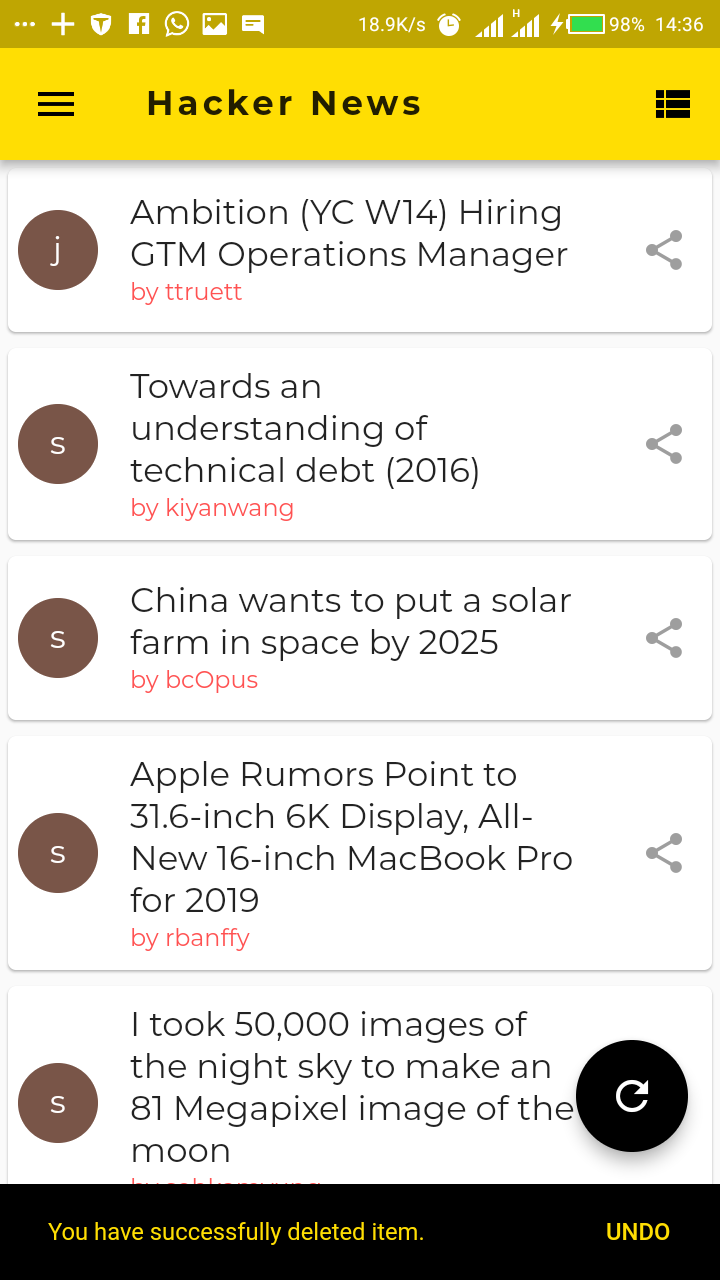 18.9K/s H 98% 14:36
Hacker News
j
Ambition (YC W14) Hiring
GTM Operations Manager
by ttruett
s
Towards an
understanding of
technical debt (2016)
by kiyanwang
s
China wants to put a solar
farm in space by 2025
by bcOpus
s
Apple Rumors Point to
31.6-inch 6K Display, All-
New 16-inch MacBook Pro
for 2019
by rbanffy
s
I took 50,000 images of
the night sky to make an
81 Megapixel image of the
moon
by
You have successfully deleted item. UNDO